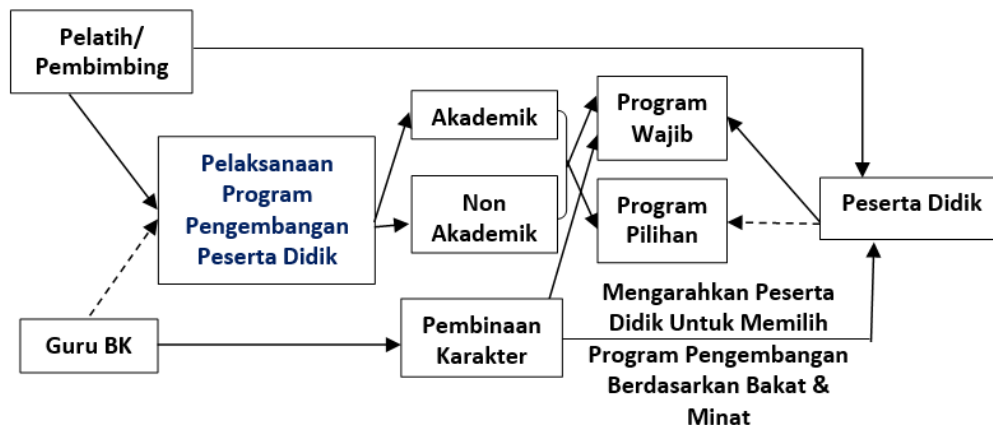 Pelatih/
Pembimbing
Pelaksanaan
Program
Pengembangan
Peserta Didik
Guru BK
Akademik
Non
Akademik
Pembinaan
Karakter
Program
Wajib
Program
Pilihan
Peserta Didik
Mengarahkan Peserta
Didik Untuk Memilih
Program Pengembangan
Berdasarkan Bakat &
Minat